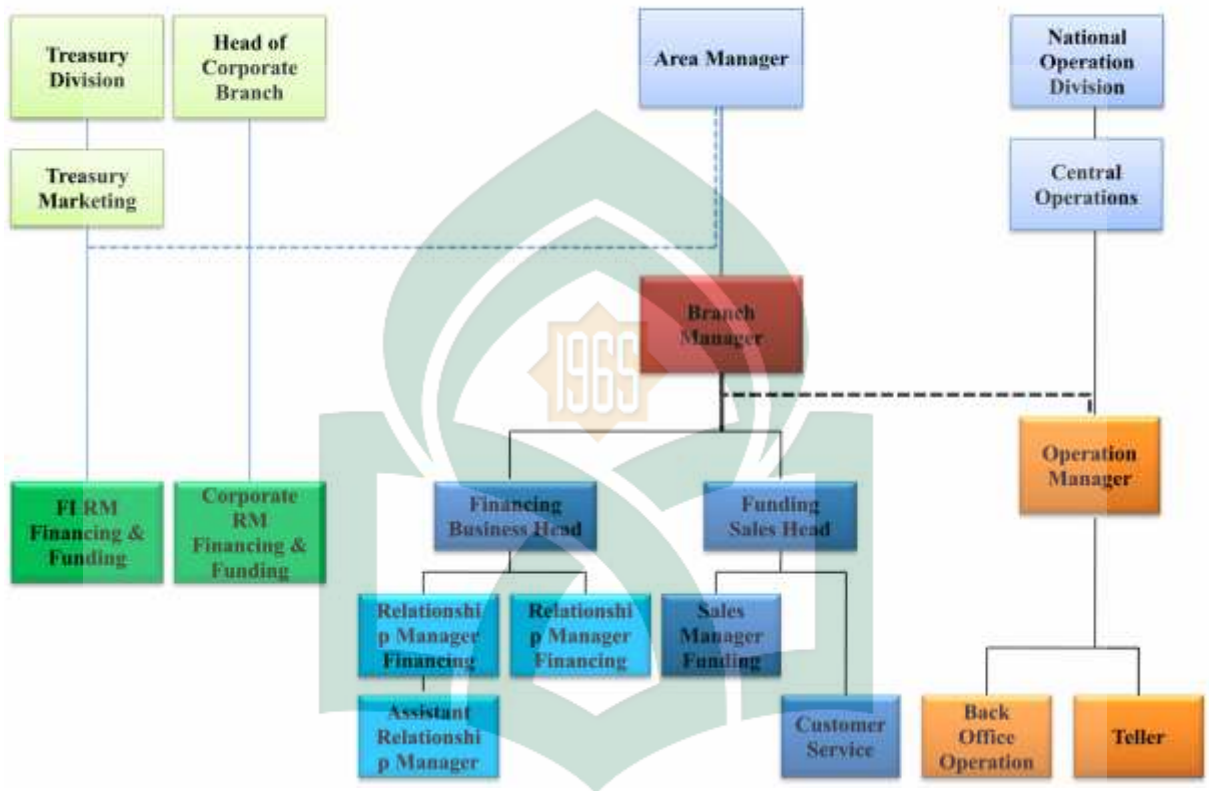 Treasury
Division
Head of
Corporate
Branch
Area Manager
National
Operation
Division
Treasury
Marketing
Central
Operations
Branch
Manager
1965
Operation
Manager
FI RM
Financing &
Funding
Corporate
RM
Financing &
Funding
Financing
Business Head
Funding
Sales Head
Relationshi
p Manager
Financing
Relationshi
p Manager
Financing
Sales
Manager
Funding
Assistant
Relationshi
p Manager
Customer
Service
Back
Office
Operation
Teller